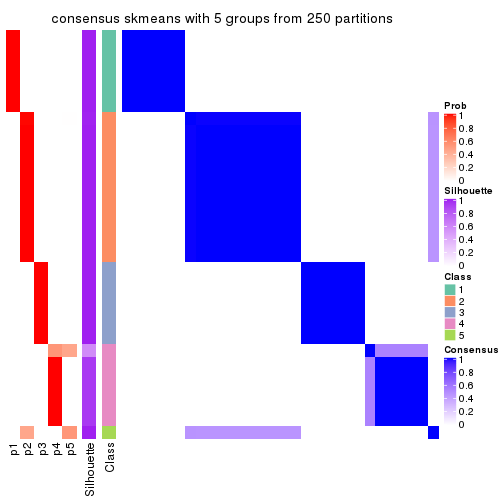 consensus skmeans with 5 groups from 250 partitions
Prob
1
0.8
0.6
0.4
0.2
0
Silhouette
1
0.8
0.6
0.4
0.2
0
Class
1
2
3
4
5
Consensus
1
0.8
0.6
0.4
0.2
0
p1
p2
p3
p4
p5
Silhouette
Class